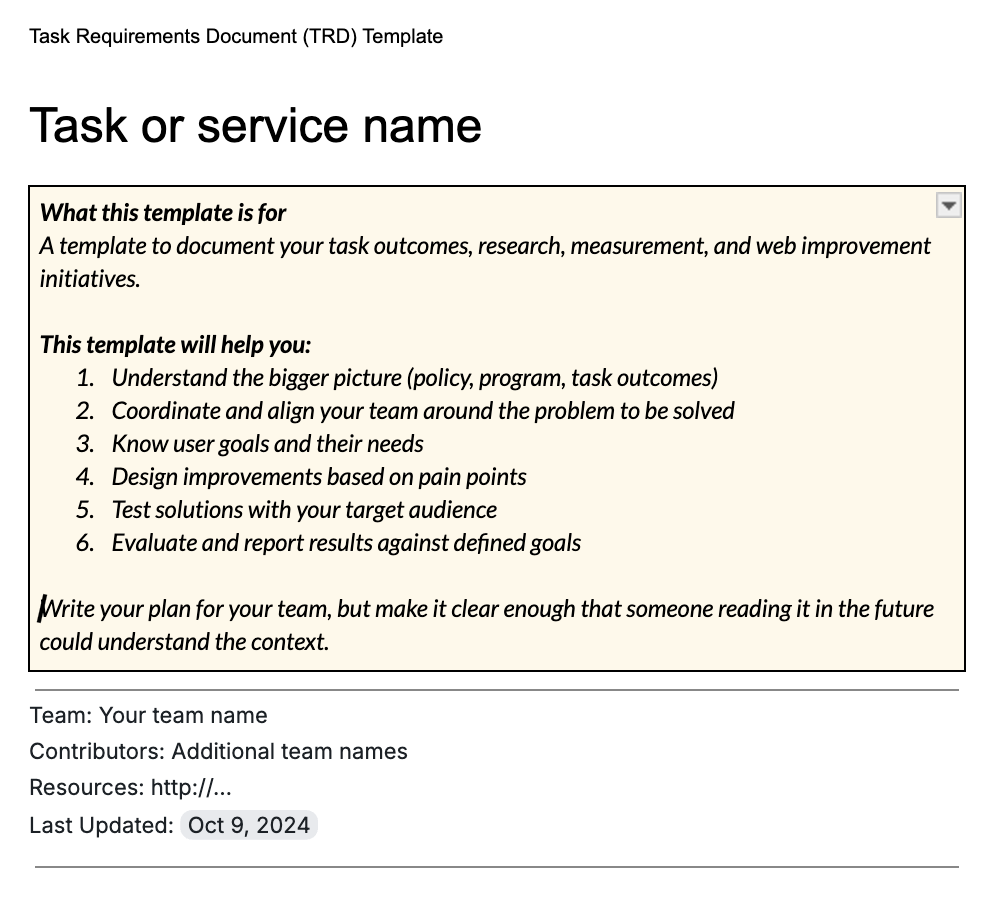 Task Requirements Document (TRD) Template
Task or service name
What this template is for
A template to document your task outcomes, research, measurement, and web improvement
initiatives.
This template will help you:
1. Understand the bigger picture (policy, program, task outcomes)
2. Coordinate and align your team around the problem to be solved
3. Know user goals and their needs
4. Design improvements based on pain points
5. Test solutions with your target audience
6. Evaluate and report results against defined goals
Write your plan for your team, but make it clear enough that someone reading it in the future
could understand the context.
Team: Your team name
Contributors: Additional team names
Resources: http://...
Last Updated: Oct 9, 2024